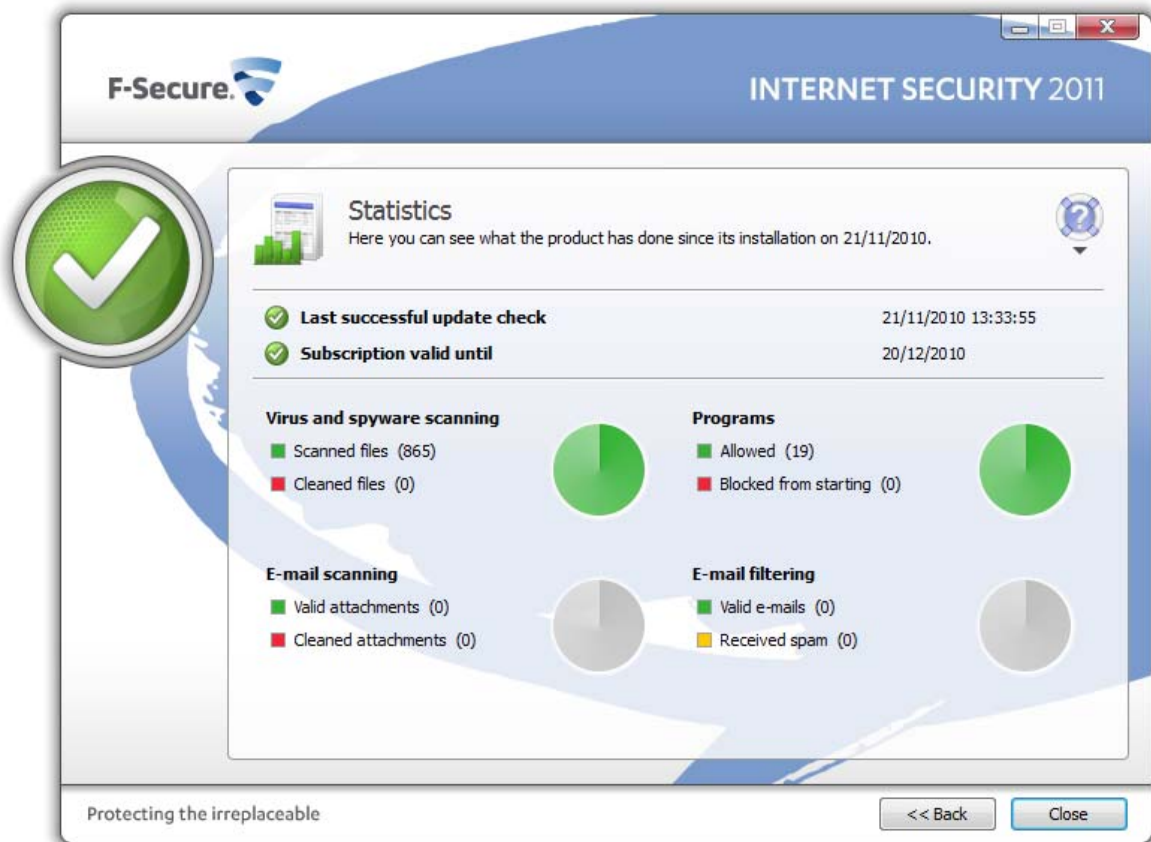 F-Secure.
INTERNET SECURITY 2011
Statistics
Here you can see what the product has done since its installation on 21/11/2010.
?
Last successful update check 21/11/2010 13:33:55
Subscription valid until 20/12/2010
Virus and spyware scanning
Scanned files (865)
Cleaned files (0)
Programs
Allowed (19)
Blocked from starting (0)
E-mail scanning
Valid attachments (0)
Cleaned attachments (0)
E-mail filtering
Valid e-mails (0)
Received spam (0)
Protecting the irreplaceable
<< Back
Close